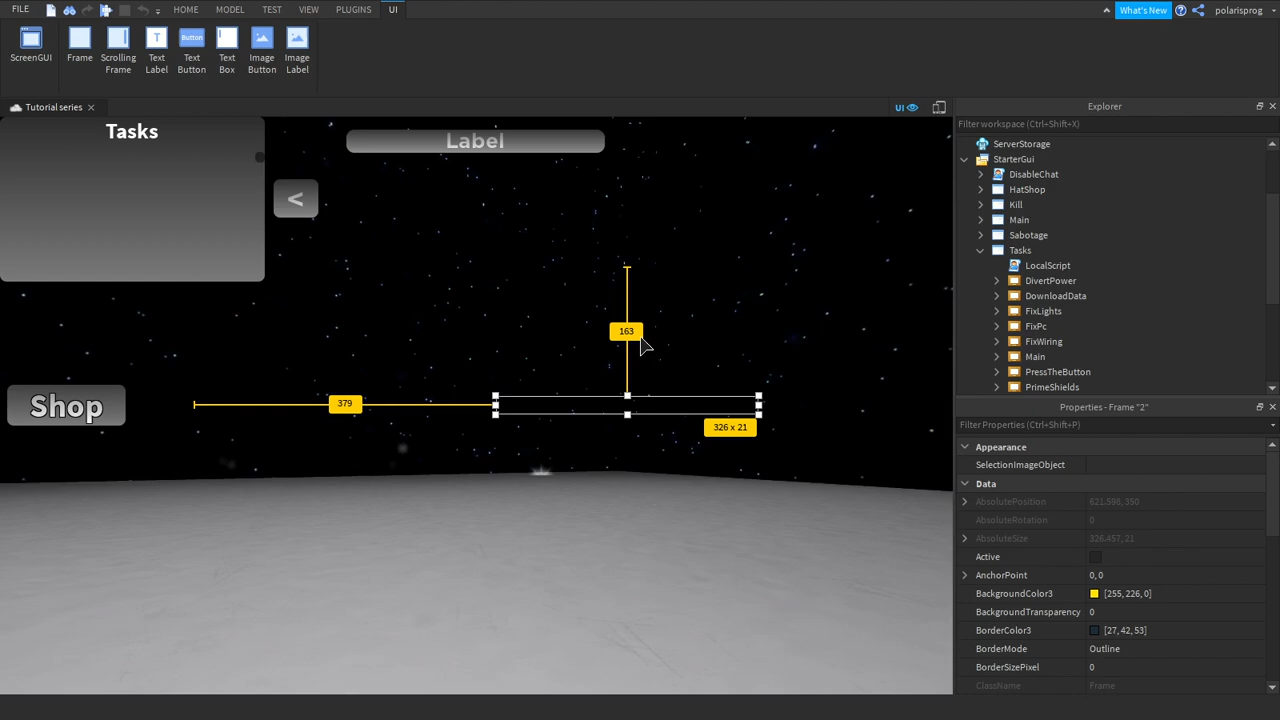 FILE HOME MODEL TEST VIEW PLUGINS UI What's New polarisprog
ScreenGUI Frame Scrolling Frame Text Label Button Text Button Text Box Image Button Image Label
Tutorial series UI
Explorer
Filter workspace (Ctrl+Shift+X)
ServerStorage
StarterGui
DisableChat
HatShop
Kill
Main
Sabotage
Tasks
LocalScript
DivertPower
DownloadData
FixLights
FixPc
FixWiring
Main
PressTheButton
PrimeShields
Tasks
Label
<
163
379
326 x 21
Shop
Properties - Frame "2"
Filter Properties (Ctrl+Shift+P)
Appearance
SelectionImageObject
Data
AbsolutePosition 621.598, 350
AbsoluteRotation 0
AbsoluteSize 326.457, 21
Active
AnchorPoint 0, 0
BackgroundColor3 [255, 226, 0]
BackgroundTransparency 0
BorderColor3 [27, 42, 53]
BorderMode Outline
BorderSizePixel 0
ClassName Frame